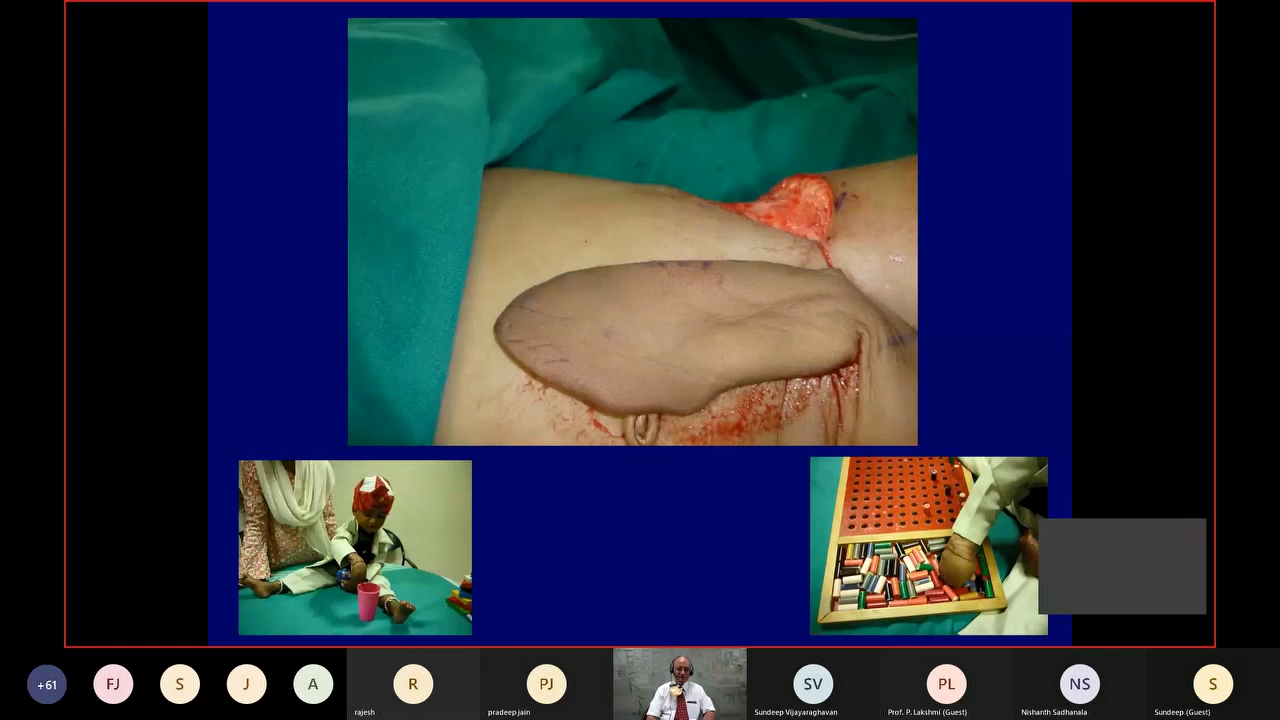 +61
FJ
S
J
A
R
PJ
SV
PL
NS
S
rajesh
pradeep jain
Sundeep Vijayaraghavan
Prof. P. Lakshmi (Guest)
Nishanth Sadhanala
Sundeep (Guest)